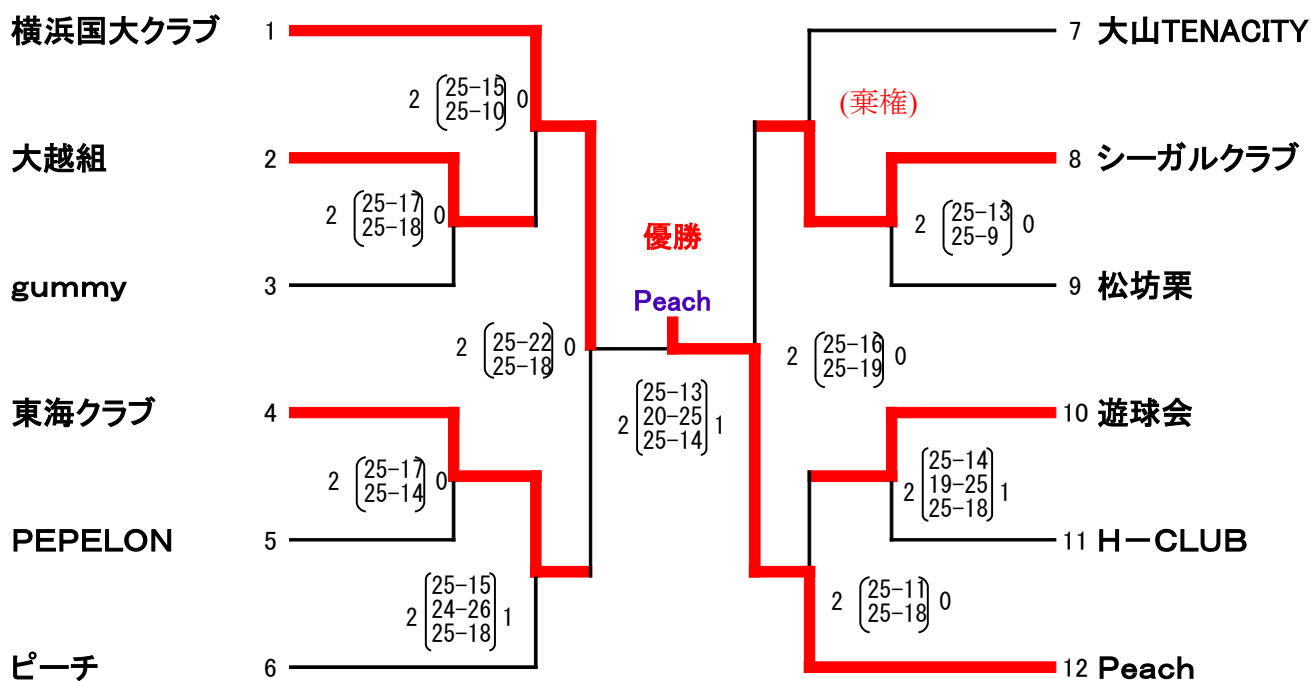 横浜国大クラブ 1
2 25-15 0
25-10
大越組 2
2 25-17 0
25-18
gummy 3
2 25-22 0
25-18
東海クラブ 4
2 25-17 0
25-14
PEPELON 5
25-15
2 24-26 1
25-18
ピーチ 6
優勝
Peach
25-13
2 20-25 1
25-14
7 大山TENACITY
(棄権)
8 シーガルクラブ
2 25-13 0
25-9
9 松坊栗
2 25-16 0
25-19
10 遊球会
25-14
2 19-25 1
25-18
11 H-CLUB
2 25-11 0
25-18
12 Peach